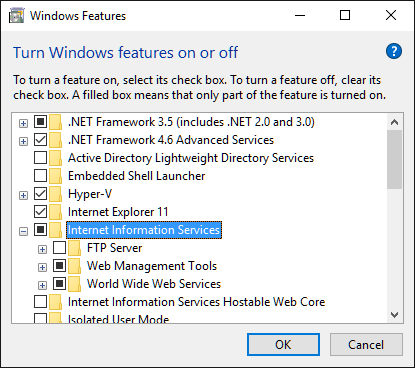 Windows Features
Turn Windows features on or off
To turn a feature on, select its check box. To turn a feature off, clear its
check box. A filled box means that only part of the feature is turned on.
.NET Framework 3.5 (includes .NET 2.0 and 3.0)
.NET Framework 4.6 Advanced Services
Active Directory Lightweight Directory Services
Embedded Shell Launcher
Hyper-V
Internet Explorer 11
Internet Information Services
FTP Server
Web Management Tools
World Wide Web Services
Internet Information Services Hostable Web Core
Isolated User Mode
OK
Cancel